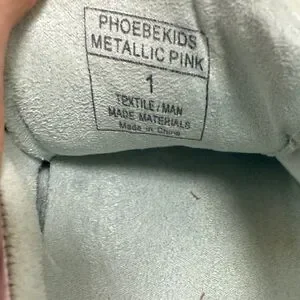 PHOEBEKIDS
METALLIC PINK
1
TEXTILE/MAN
MADE MATERIALS
Made in China